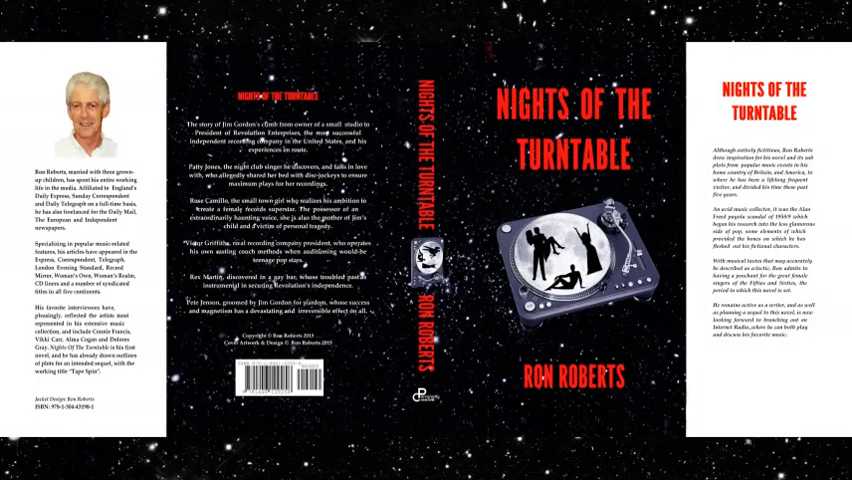 Ron Roberts, married with three grown-
up-children, has spent his entire working
life in the media. Affiliated to England's
Daily Express, Sunday Correspondent
and Daily Telegraph on a full-time basis,
he has also freelanced for the Daily Mail,
The European and Independent
newspapers.
Specializing in popular music-related
features, his articles have appeared in the
Express, Correspondent, Telegraph,
London Evening Standard, Record
Mirror, Woman's Own, Woman's Realm,
CD liners and a number of syndicated
titles in all five continents.
His favorite interviewees have,
pleasingly, reflected the artists most
represented in his extensive music
collection, and include Connie Francis,
Vikki Carr, Alma Cogan and Dolores
Gray. Nights Of The Turntable is his first
novel, and he has already drawn outlines
of plots for an intended sequel, with the
working title "Tape Spin".
Jacket Design: Ron Roberts
ISBN: 978-1-304-63198-1
NIGHTS OF THE TURNTABLE
The story of Jim Gordon's climb from owner of a small studio to
President of Revolution Enterprises, the most successful
independent recording company in the United States, and his
experiences en route.
Patty Jones, the night club singer he discovers, and falls in love
with, who allegedly shared her bed with disc-jockeys to ensure
maximum plays for her recordings.
Rose Camillo, the small town girl who realizes his ambition to
create a female records superstar. The possessor of an
extraordinarily haunting voice, she is also the mother of Jim's
child and a victim of personal tragedy.
Victor Griffiths, rival recording company president, who operates
his own casting couch methods when auditioning would-be
teenage pop stars.
Rex Martin, discovered in a gay bar, whose troubled past is
instrumental in securing Revolution's independence.
Pete Jenson, groomed by Jim Gordon for stardom, whose success
and magnetism has a devastating and irreversible effect on all.
Copyright © Ron Roberts 2013
Cover Artwork & Design © Ron Roberts 2013
NIGHTS OF THE TURNTABLE
RON ROBERTS
NIGHTS OF THE
TURNTABLE
RON ROBERTS
NIGHTS OF THE
TURNTABLE
Although entirely fictitious, Ron Roberts
drew inspiration for his novel and its sub
plots from popular music events in his
home country of Britain, and America, to
where he has been a lifelong frequent
visitor, and divided his time these past
five years.
An avid music collector, it was the Alan
Freed payola scandal of 1958/9 which
began his research into the less glamorous
side of pop, some elements of which
provided the bones on which he has
fleshed out his fictional characters.
With musical tastes that may accurately
be described as eclectic, Ron admits to
having a penchant for the great female
singers of the Fifties and Sixties, the
period in which this novel is set.
He remains active as a writer, and as well
as planning a sequel to this novel, is now
looking forward to branching out on
Internet Radio, where he can both play
and discuss his favorite music.